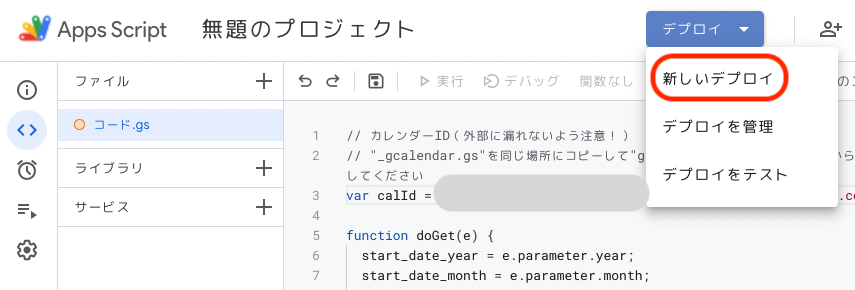 Apps Script 無題のプロジェクト デプロイ
ファイル
実行 デバッグ 関数なし
新しいデプロイ
デプロイを管理
デプロイをテスト
コード.gs
ライブラリ
サービス
1 // カレンダーID ( 外部に漏れないよう注意！ )
2 // "_gcalendar.gs"を同じ場所にコピーして"g から
してください
3 var calId =
4
5 function doGet(e) {
6 start_date_year = e.parameter.year;
7 start_date_month = e.parameter.month;